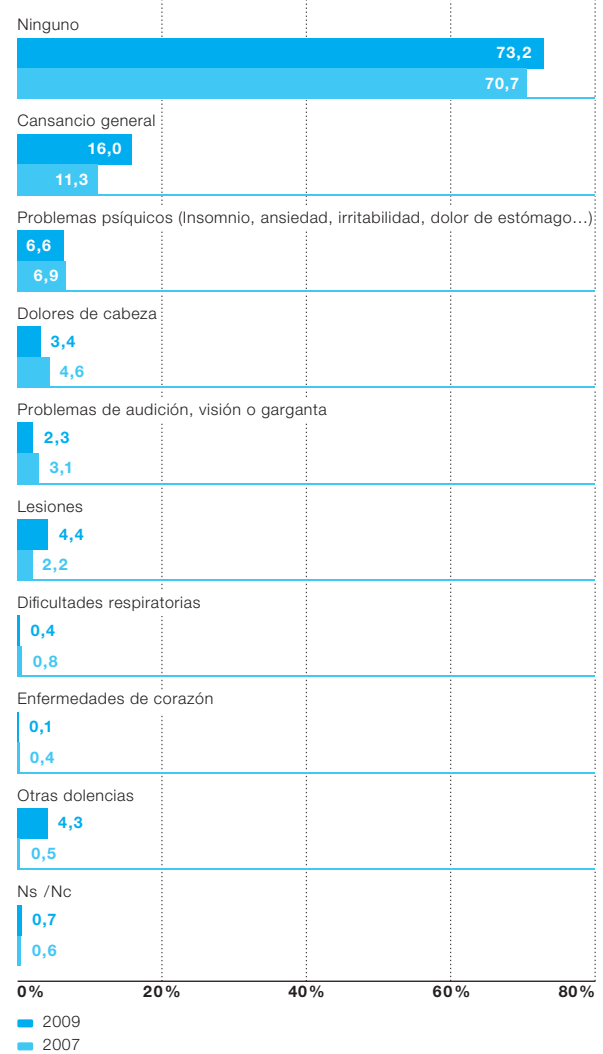 Ninguno
73,2
70,7
Cansancio general
16,0
11,3
Problemas psíquicos (Insomnio, ansiedad, irritabilidad, dolor de estómago...)
6,6
6,9
Dolores de cabeza
3,4
4,6
Problemas de audición, visión o garganta
2,3
3,1
Lesiones
4,4
2,2
Dificultades respiratorias
0,4
0,8
Enfermedades de corazón
0,1
0,4
Otras dolencias
4,3
0,5
Ns /Nc
0,7
0,6
0% 20% 40% 60% 80%
2009
2007